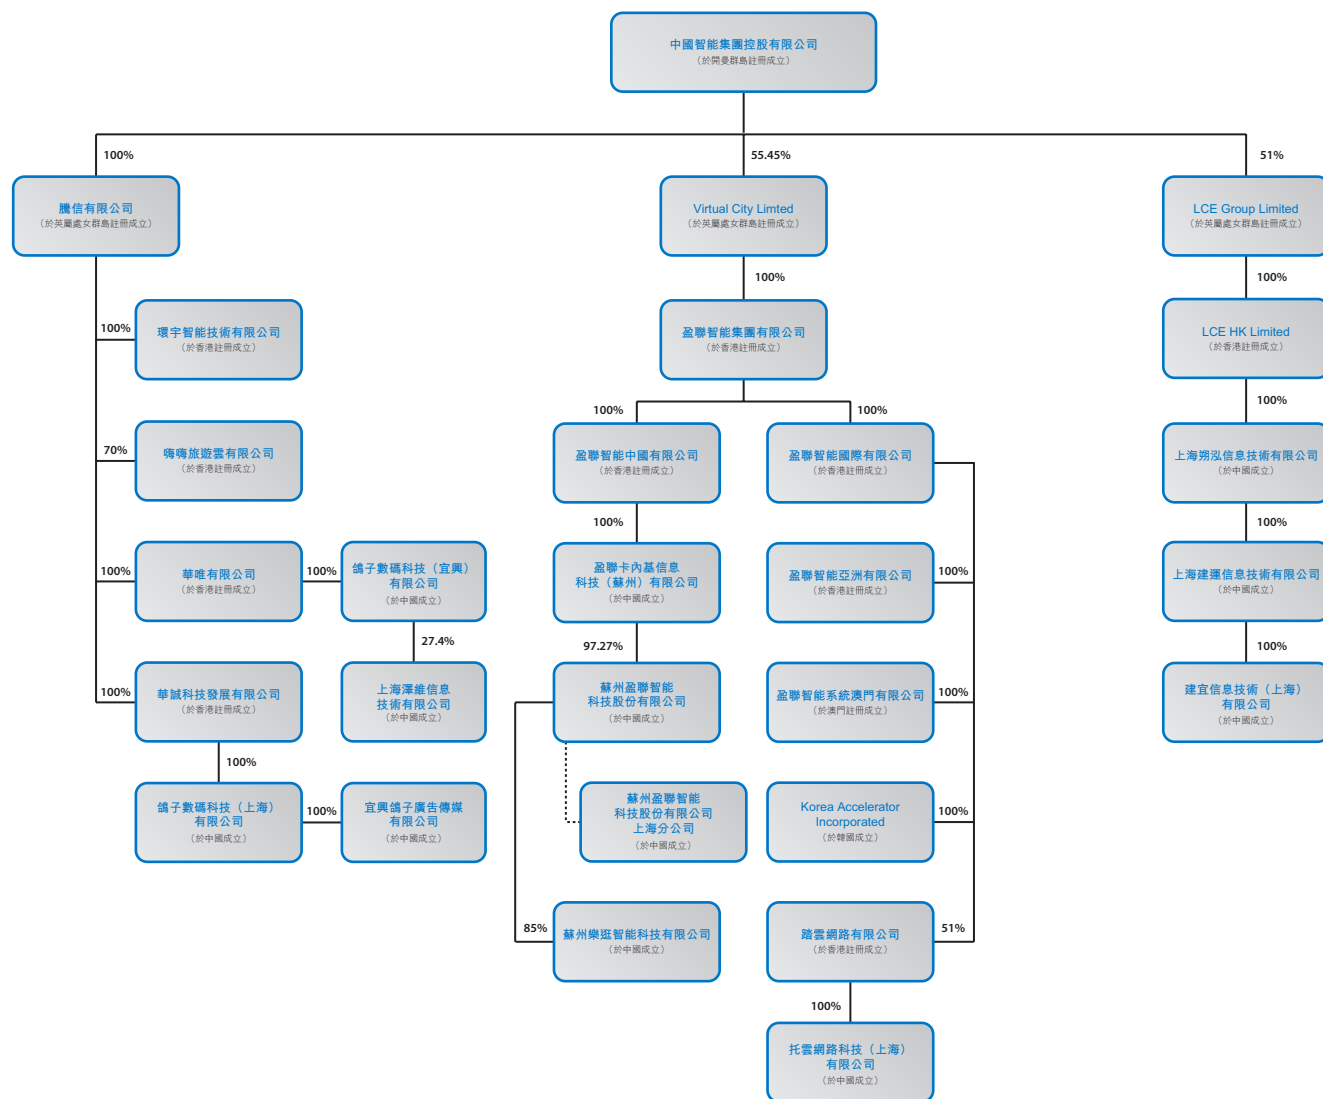 中國智能集團控股有限公司
（於開曼群島註冊成立）
100%
55.45%
51%
騰信有限公司
（於英屬處女群島註冊成立）
Virtual City Limted
（於英屬處女群島註冊成立）
LCE Group Limited
（於英屬處女群島註冊成立）
100%
100%
100%
環宇智能技術有限公司
（於香港註冊成立）
盈聯智能集團有限公司
（於香港註冊成立）
LCE HK Limited
（於香港註冊成立）
100%
100%
100%
70%
嗨嗨旅遊雲有限公司
（於香港註冊成立）
盈聯智能中國有限公司
（於香港註冊成立）
盈聯智能國際有限公司
（於香港註冊成立）
上海朔泓信息技術有限公司
（於中國成立）
100%
100%
100%
華唯有限公司
（於香港註冊成立）
100%
鴿子數碼科技（宜興）
有限公司
（於中國成立）
盈聯卡內基信息
科技（蘇州）有限公司
（於中國成立）
盈聯智能亞洲有限公司
（於香港註冊成立）
100%
上海建運信息技術有限公司
（於中國成立）
27.4%
97.27%
100%
100%
華誠科技發展有限公司
（於香港註冊成立）
上海澤維信息
技術有限公司
（於中國成立）
蘇州盈聯智能
科技股份有限公司
（於中國成立）
盈聯智能系統澳門有限公司
（於澳門註冊成立）
100%
建宜信息技術（上海）
有限公司
（於中國成立）
100%
鴿子數碼科技（上海）
有限公司
（於中國成立）
100%
宜興鴿子廣告傳媒
有限公司
（於中國成立）
蘇州盈聯智能
科技股份有限公司
上海分公司
（於中國成立）
Korea Accelerator
Incorporated
（於韓國成立）
100%
85%
蘇州樂逛智能科技有限公司
（於中國成立）
踏雲網路有限公司
（於香港註冊成立）
51%
100%
托雲網路科技（上海）
有限公司
（於中國成立）